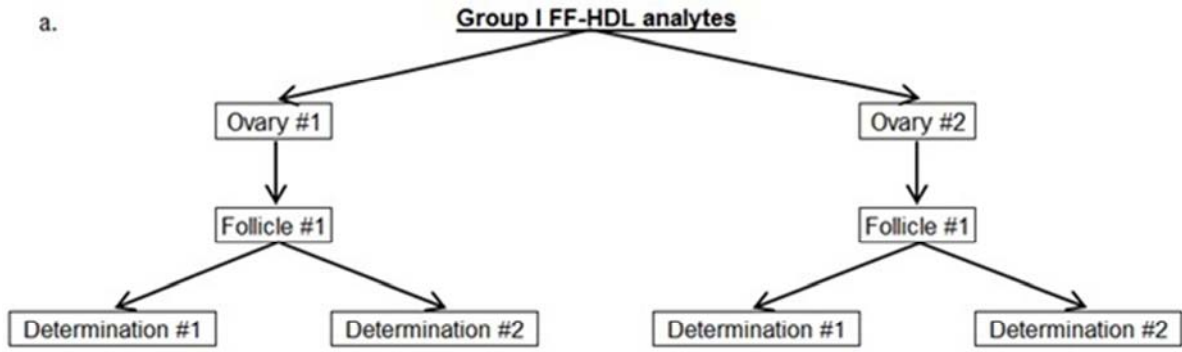 a.
Group I FF-HDL analytes
Ovary #1
Ovary #2
Follicle #1
Follicle #1
Determination #1
Determination #2
Determination #1
Determination #2